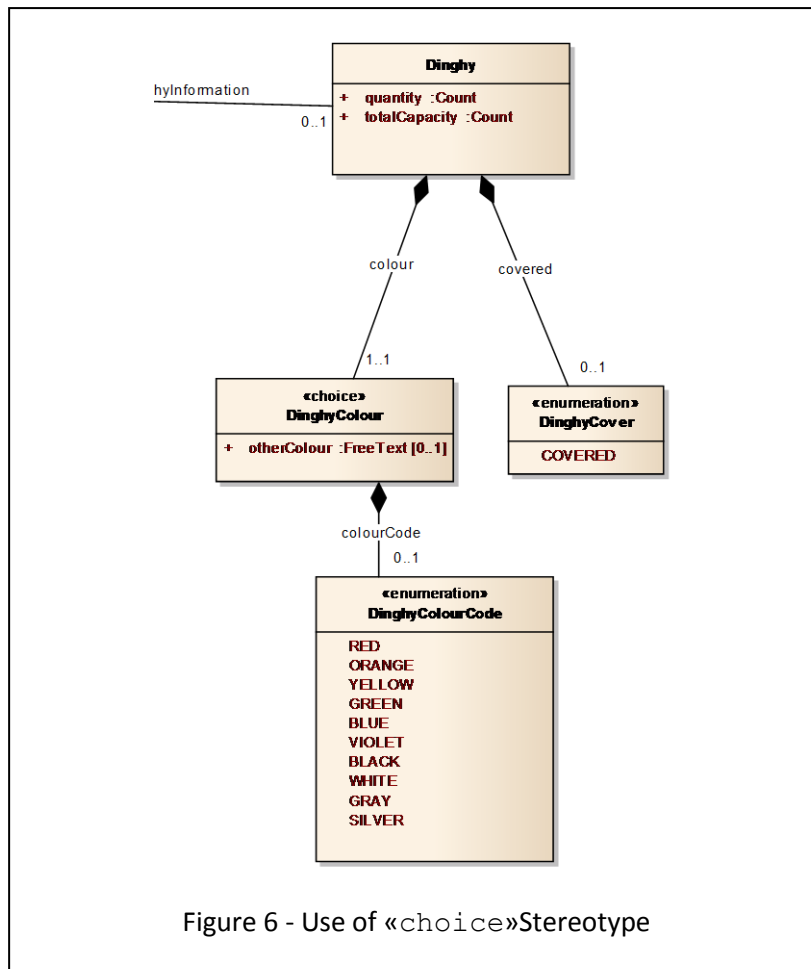 Dinghy
hyInformation
+ quantity :Count
+ totalCapacity :Count
0..1
colour
covered
1..1
0..1
«choice»
DinghyColour
+ otherColour :FreeText [0..1]
«enumeration»
DinghyCover
COVERED
colourCode
0..1
«enumeration»
DinghyColourCode
RED
ORANGE
YELLOW
GREEN
BLUE
VIOLET
BLACK
WHITE
GRAY
SILVER
Figure 6 - Use of «choice»Stereotype